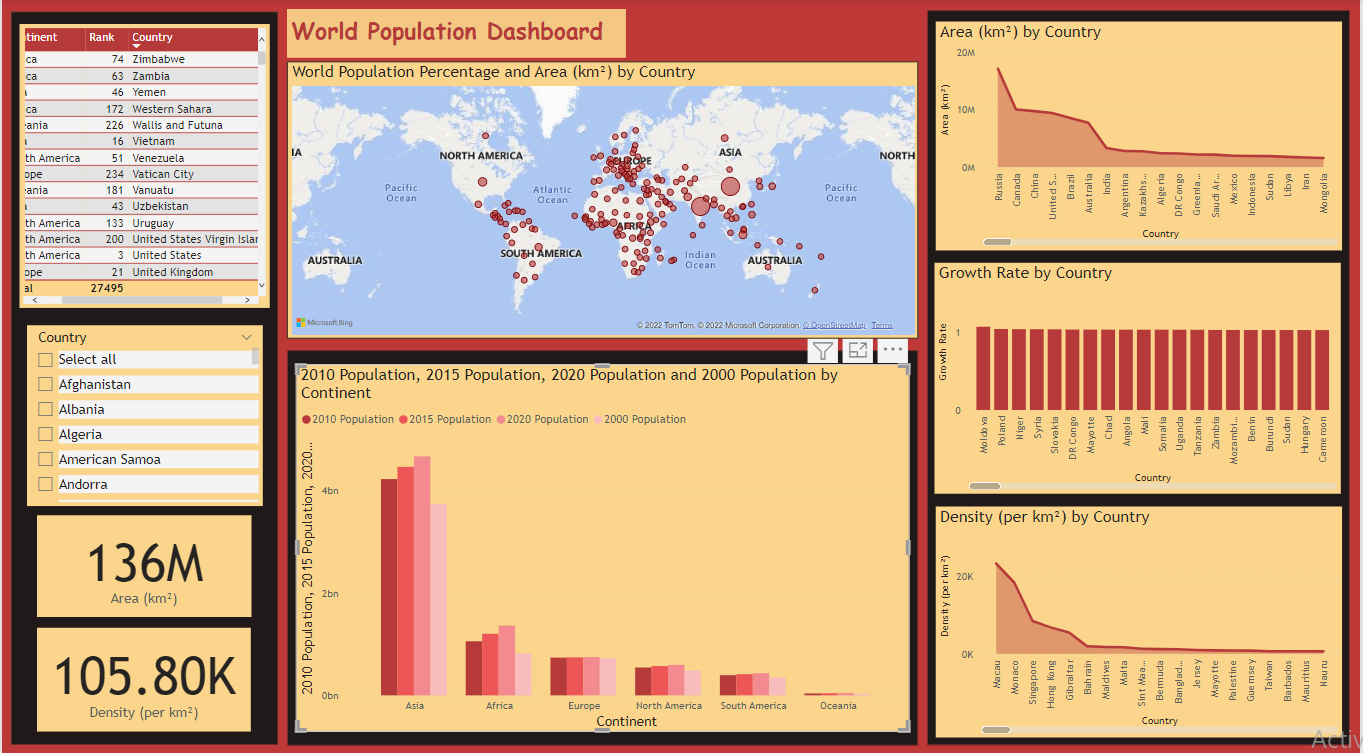 World Population Dashboard
tinent Rank Country
ca 74 Zimbabwe
ca 63 Zambia
46 Yemen
ca 172 Western Sahara
ania 226 Wallis and Futuna
16 Vietnam
th America 51 Venezuela
ope 234 Vatican City
ania 181 Vanuatu
43 Uzbekistan
th America 133 Uruguay
th America 200 United States Virgin Islar
th America 3 United States
ope 21 United Kingdom
al 27495
Country
Select all
Afghanistan
Albania
Algeria
American Samoa
Andorra
136M
Area (km²)
105.80K
Density (per km²)
World Population Percentage and Area (km²) by Country
IA
NORTH AMERICA
EUROPE
ASIA
NORTH
Pacific
Ocean
Atlantic
Ocean
Pacific
Ocean
AFRICA
AUSTRALIA
SOUTH AMERICA
Indian
Ocean
AUSTRALIA
Microsoft Bing
© 2022 TomTom, © 2022 Microsoft Corporation, © OpenStreetMap Terms
2010 Population, 2015 Population, 2020 Population and 2000 Population by
Continent
2010 Population 2015 Population 2020 Population 2000 Population
2010 Population, 2015 Population, 2020...
4bn
2bn
0bn
Asia Africa Europe North America South America Oceania
Continent
Area (km²) by Country
Area (km²)
20M
10M
0M
Russia Canada China United S... Brazil Australia India Argentina Kazakhs... Algeria DR Congo Greenla... Saudi Ar... Mexico Indonesia Sudan Libya Iran Mongolia
Country
Growth Rate by Country
Growth Rate
1
0
Moldova Poland Niger Syria Slovakia DR Congo Mayotte Chad Angola Mali Somalia Uganda Tanzania Zambia Mozambi... Benin Burundi Sudan Hungary Cameroon
Country
Density (per km²) by Country
Density (per km²)
20K
0K
Macau Monaco Singapore Hong Kong Gibraltar Bahrain Maldives Malta Sint Maa... Bermuda Banglad... Jersey Mayotte Palestine Guernsey Taiwan Barbados Mauritius Nauru
Country
Activ